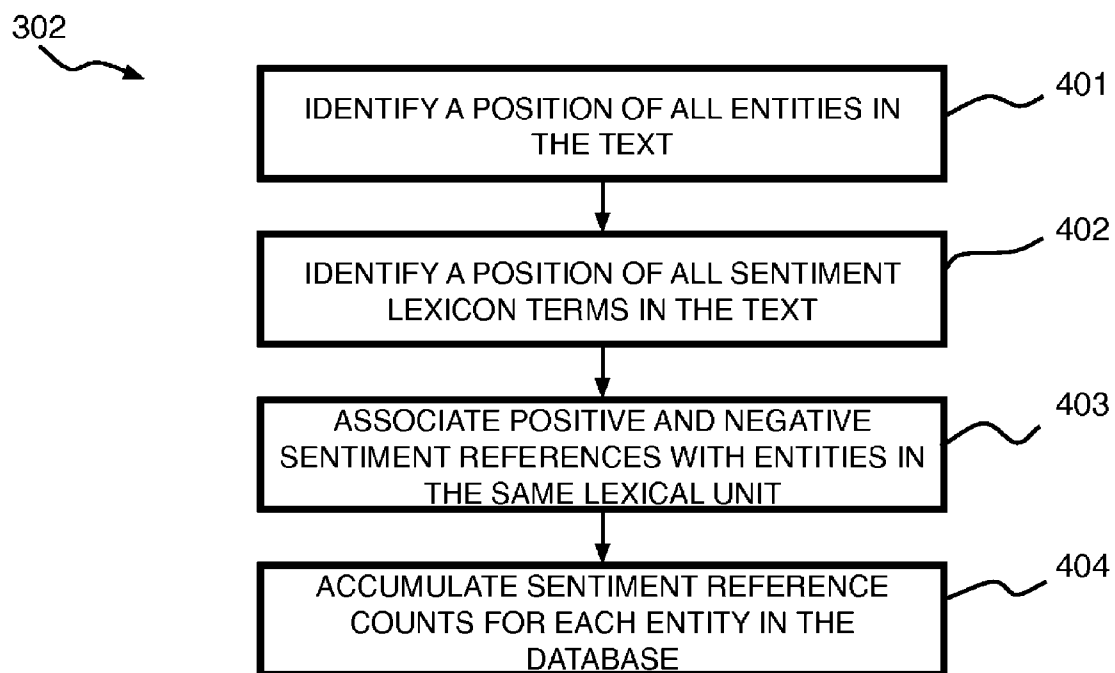 302
401
IDENTIFY A POSITION OF ALL ENTITIES IN
THE TEXT
402
IDENTIFY A POSITION OF ALL SENTIMENT
LEXICON TERMS IN THE TEXT
403
ASSOCIATE POSITIVE AND NEGATIVE
SENTIMENT REFERENCES WITH ENTITIES IN
THE SAME LEXICAL UNIT
404
ACCUMULATE SENTIMENT REFERENCE
COUNTS FOR EACH ENTITY IN THE
DATABASE